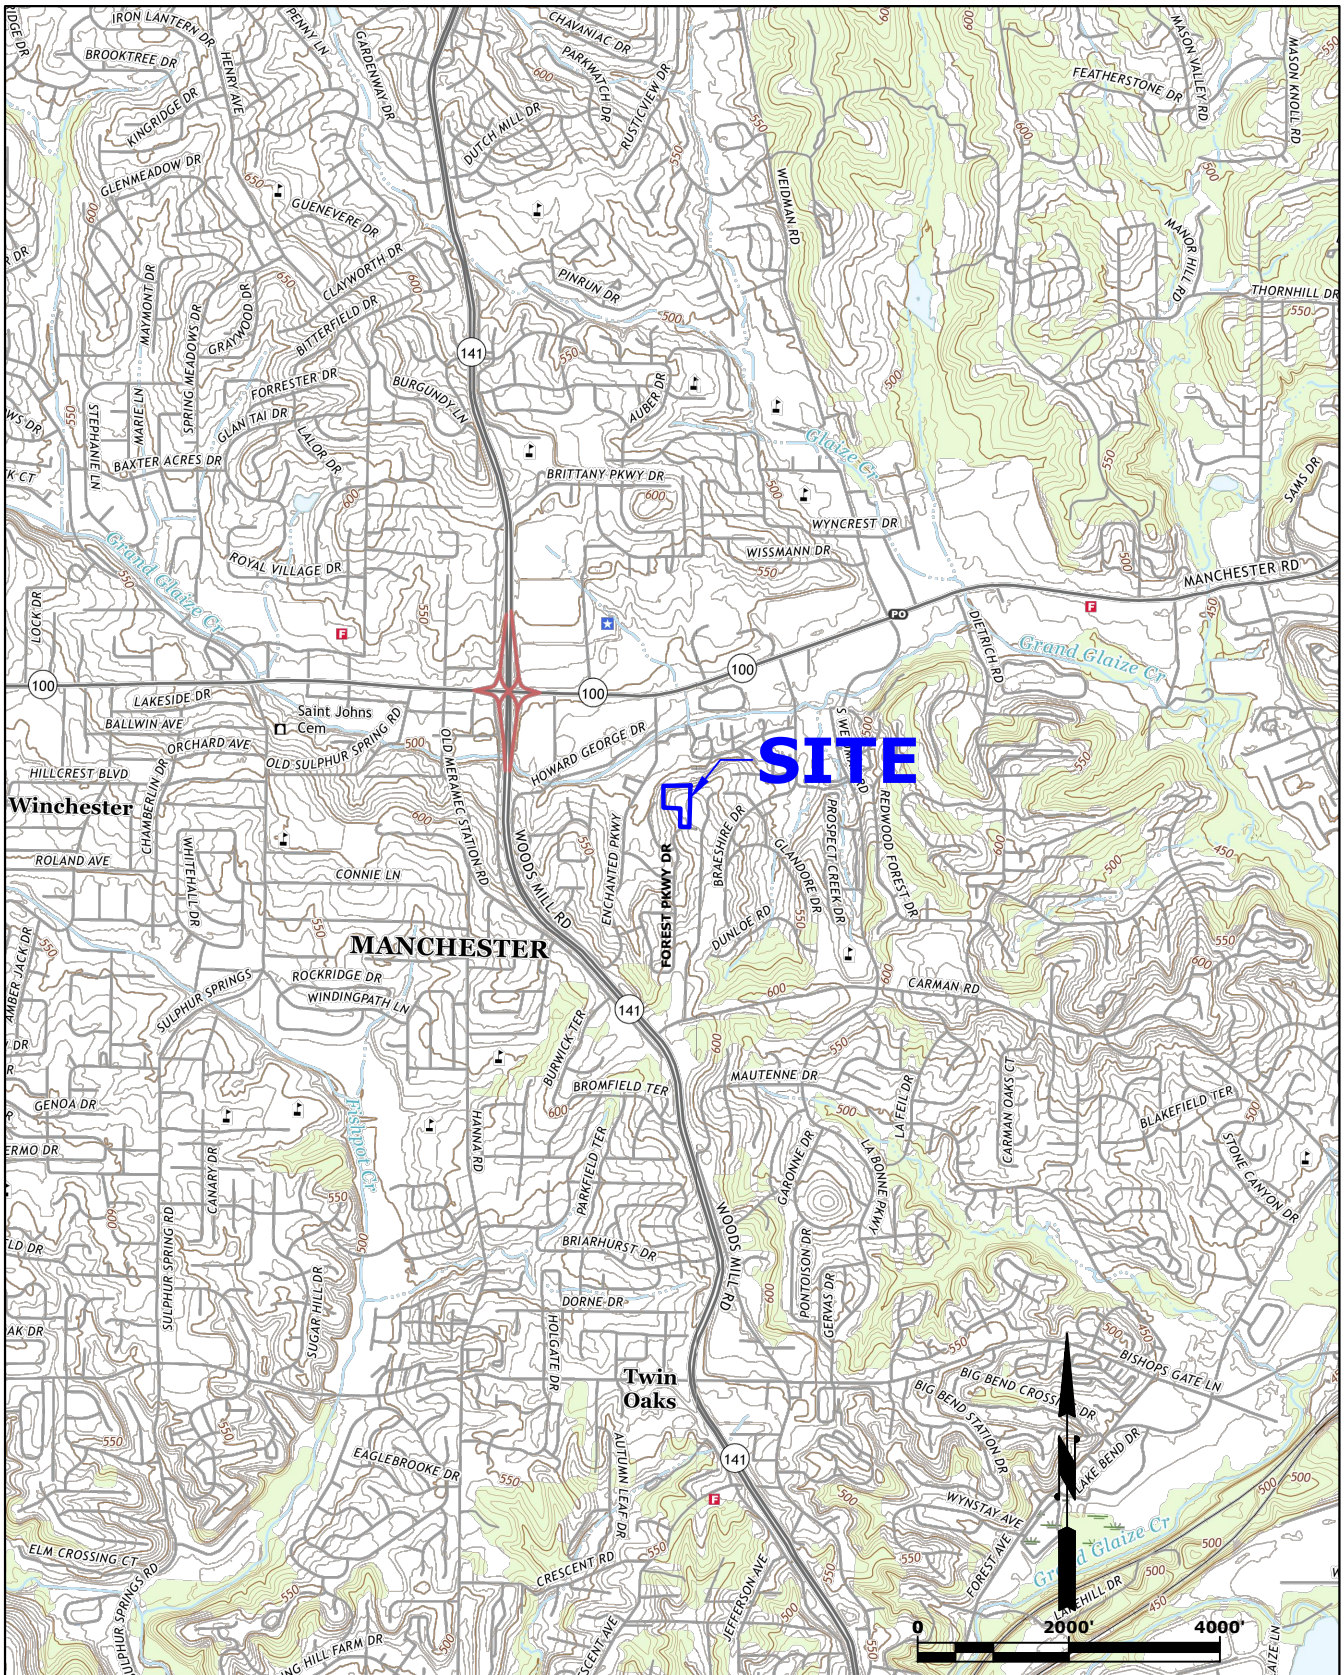 IRON LANTERN DR
PENNY LN
GARDENWAY DR
CHAVANIAC DR
PARKWATCH DR
RUSTICVIEW DR
BROOKTREE DR
HENRY AVE
KINGRIDGE DR
DUTCH MILL DR
GLENMEADOW DR
GUENEVERE DR
CLAYWORTH DR
BITTERFIELD DR
PINRUN DR
WEIDMAN RD
FEATHERSTONE DR
MASON VALLEY RD
MASON KNOLL RD
MANOR HILL RD
THORNHILL DR
MAYMONT DR
SPRING MEADOWS DR
GRAYWOOD DR
141
FORRESTER DR
BURGUNDY LN
AUBER DR
GLAN TAI DR
LALOR DR
STEPHANIE LN
MARIE LN
BAXTER ACRES DR
BRITTANY PKWY DR
Glaize Cr
SAMS DR
WYNCREST DR
WISSMANN DR
ROYAL VILLAGE DR
Grand Glaize Cr
LOCK DR
MANCHESTER RD
PO
F
F
DIETRICH RD
Grand Glaize Cr
100
100
100
LAKESIDE DR
BALLWIN AVE
Saint Johns
Cem
ORCHARD AVE
OLD SULPHUR SPRING RD
HILLCREST BLVD
Winchester
CHAMBERLIN DR
OLD MERAMEC STATION RD
HOWARD GEORGE DR
SITE
ROLAND AVE
WHITEHALL DR
CONNIE LN
WOODS MILL RD
ENCHANTED PKWY
FOREST PKWY DR
BRAESHIRE DR
GLANDORE DR
PROSPECT CREEK DR
REDWOOD FOREST DR
DUNLOE RD
MANCHESTER
AMBER JACK DR
SULPHUR SPRINGS
ROCKRIDGE DR
WINDINGPATH LN
CARMAN RD
141
BURWICK TER
BROMFIELD TER
MAUTENNE DR
GENOA DR
Fishpot Cr
HANNA RD
CANARY DR
PARKFIELD TER
GARONNE DR
LA BONNE PKWY
LA FEIL DR
CARMAN OAKS CT
BLAKEFIELD TER
STONE CANYON DR
SULPHUR SPRING RD
BRIARHURST DR
WOODS MILL RD
PONTOISON DR
GERVAS DR
SUGAR HILL DR
DORNE DR
HOLGATE DR
Twin
Oaks
BISHOPS GATE LN
BIG BEND CROSSING DR
BIG BEND STATION DR
LAKE BEND DR
EAGLEBROOKE DR
AUTUMN LEAF DR
141
F
WYNSTAY AVE
FOREST AVE
Grand Glaize Cr
ELM CROSSING CT
CRESCENT RD
JEFFERSON AVE
LAKEHILL DR
0 2000' 4000'